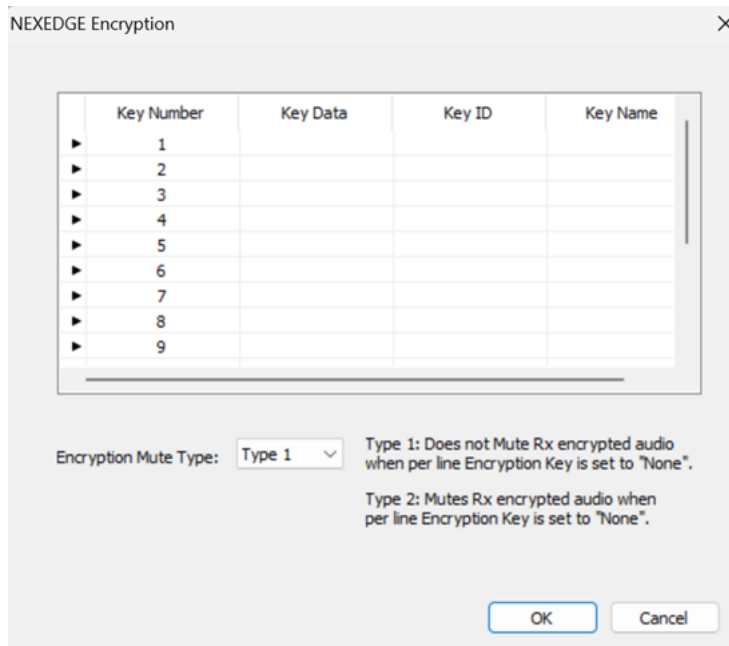 NEXEDGE Encryption
Key Number Key Data Key ID Key Name
1
2
3
4
5
6
7
8
9
Encryption Mute Type: Type 1
Type 1: Does not Mute Rx encrypted audio
when per line Encryption Key is set to "None".
Type 2: Mutes Rx encrypted audio when
per line Encryption Key is set to "None".
OK Cancel